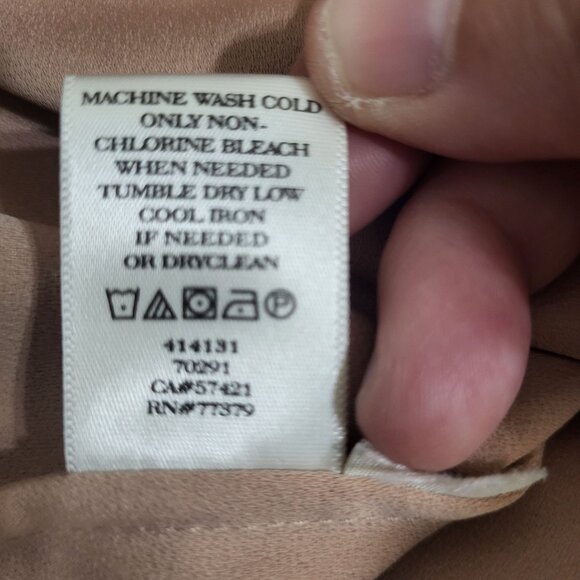 MACHINE WASH COLD
ONLY NON-
CHLORINE BLEACH
WHEN NEEDED
TUMBLE DRY LOW
COOL IRON
IF NEEDED
OR DRYCLEAN
414131
70291
CA#57421
RN#77379